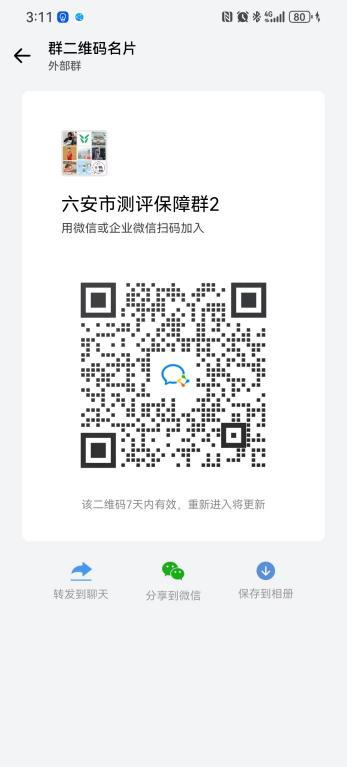 3:11
4G
80
群二维码名片
外部群
六安市测评保障群2
用微信或企业微信扫码加入
该二维码7天内有效，重新进入将更新
转发到聊天
分享到微信
保存到相册